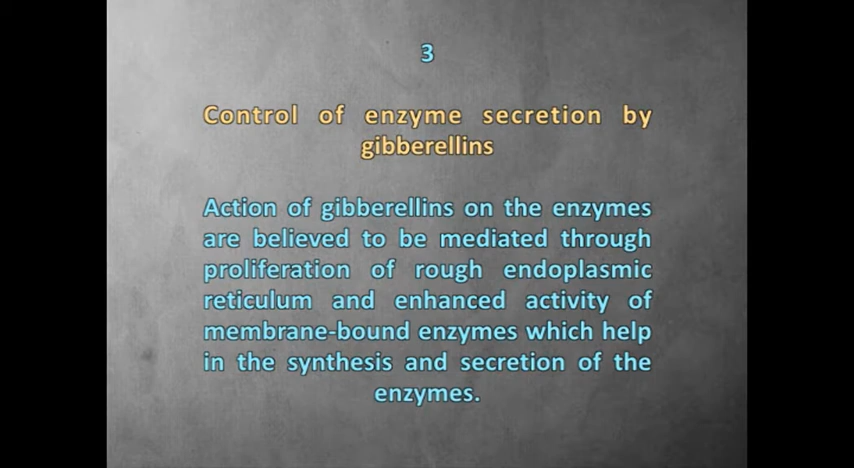 3
Control of enzyme secretion by
gibberellins
Action of gibberellins on the enzymes
are believed to be mediated through
proliferation of rough endoplasmic
reticulum and enhanced activity of
membrane-bound enzymes which help
in the synthesis and secretion of the
enzymes.